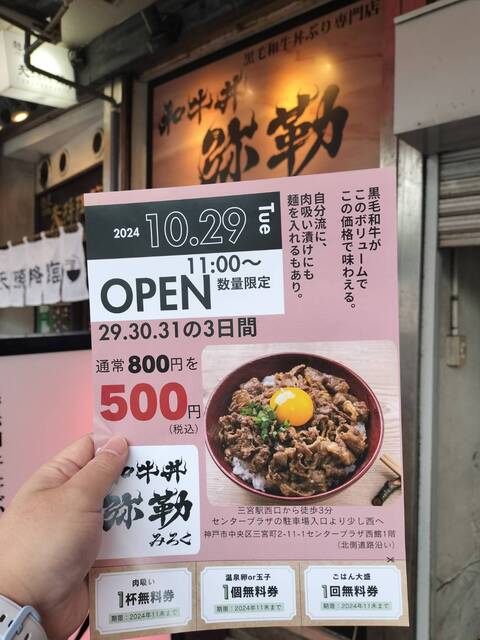 黒毛和牛丼ぶり専門店
和牛丼
弥勒
2024 10.29 Tue
11:00〜
OPEN 数量限定
29.30.31の3日間
通常800円を
500円
(税込)
黒毛和牛が
このボリュームで
この価格で味わえる。
自分流に、
肉吸い漬けにも
麺を入れるもあり。
和牛丼
弥勒
みろく
三宮駅西口から徒歩3分
センタープラザの駐車場入口より少し西へ
神戸市中央区三宮町2-11-1センタープラザ西館1階
(北側道路沿い)
肉吸い
1杯無料券
期限:2024年11末まで
温泉卵or玉子
1個無料券
期限:2024年11末まで
ごはん大盛
1回無料券
期限:2024年11末まで